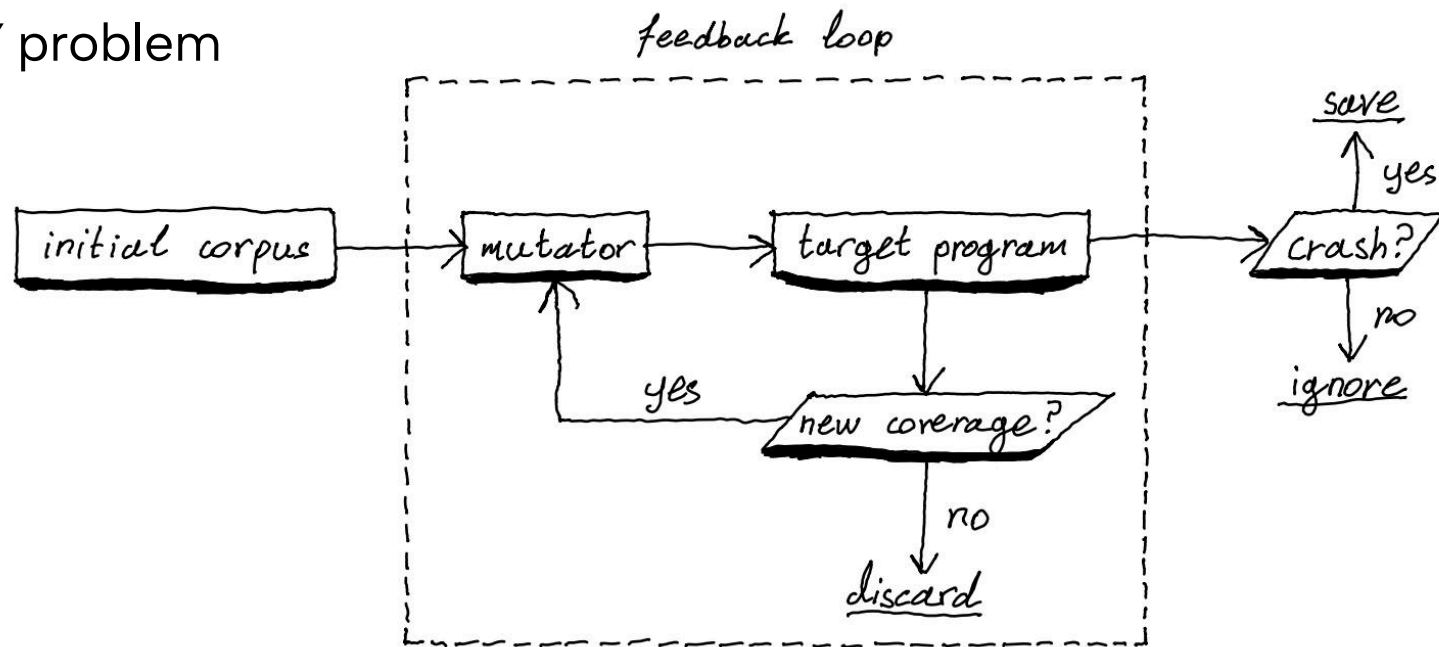 problem
feedback loop
initial corpus
mutator
target program
crash?
save
yes
no
ignore
new coverage?
yes
no
discard